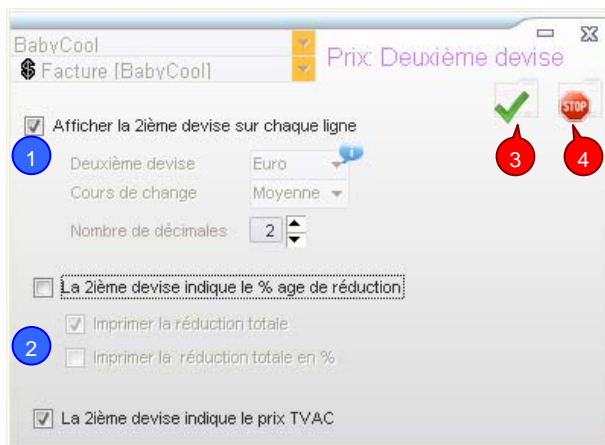 BabyCool
Facture [BabyCool]
Prix: Deuxième devise
STOP
3
4
Afficher la 2ième devise sur chaque ligne
1
Deuxième devise
Euro
Cours de change
Moyenne
Nombre de décimales
2
La 2ième devise indique le % age de réduction
2
Imprimer la réduction totale
Imprimer la réduction totale en %
La 2ième devise indique le prix TVAC